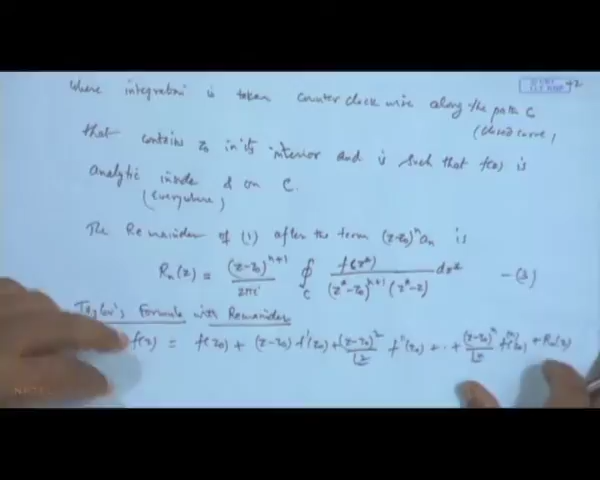 where integration is taken counter clock wise along the path C
(closed curve)
that contains z₀ in its interior and is such that f(z) is
analytic inside & on C.
(everywhere)
The Remainder of (1) after the term (z-z₀)ⁿ aₙ is
Rₙ(z) = (z-z₀)ⁿ⁺¹ / 2πi ∮_C f(z*) / (z*-z₀)ⁿ⁺¹ (z*-z) dz* — (3)
Taylor's Formula with Remainder
f(z) = f(z₀) + (z-z₀) f'(z₀) + (z-z₀)²/⌊2 f''(z₀) + .. + (z-z₀)ⁿ/⌊n f⁽ⁿ⁾(z₀) + Rₙ(z)